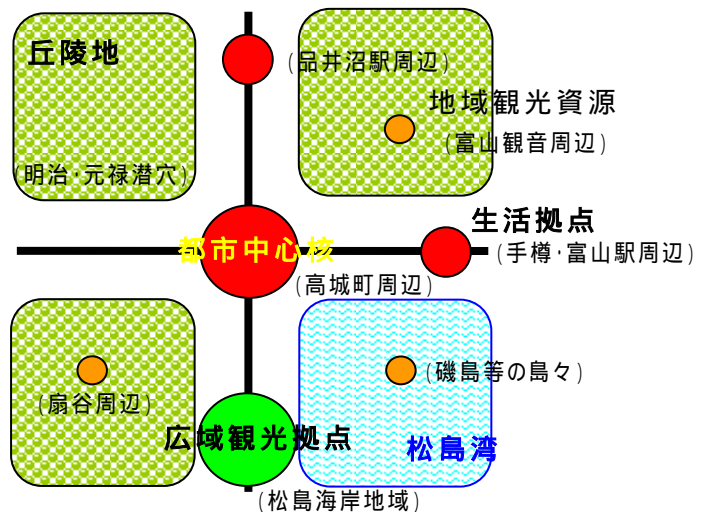 丘陵地
(品井沼駅周辺)
地域観光資源
(富山観音周辺)
(明治・元禄潜穴)
生活拠点
都市中心核
(手樽・富山駅周辺)
(高城町周辺)
(磯島等の島々)
(扇谷周辺)
広域観光拠点
松島湾
(松島海岸地域)